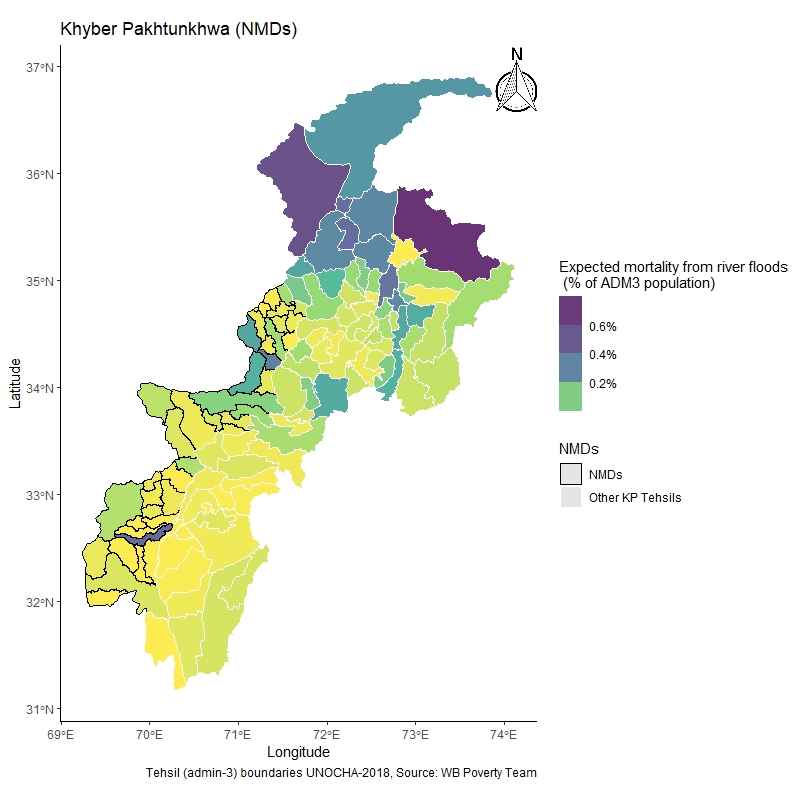 Khyber Pakhtunkhwa (NMDs)
N
37°N
36°N
35°N
34°N
33°N
32°N
31°N
Latitude
69°E 70°E 71°E 72°E 73°E 74°E
Longitude
Expected mortality from river floods
(% of ADM3 population)
0.6%
0.4%
0.2%
NMDs
NMDs
Other KP Tehsils
Tehsil (admin-3) boundaries UNOCHA-2018, Source: WB Poverty Team